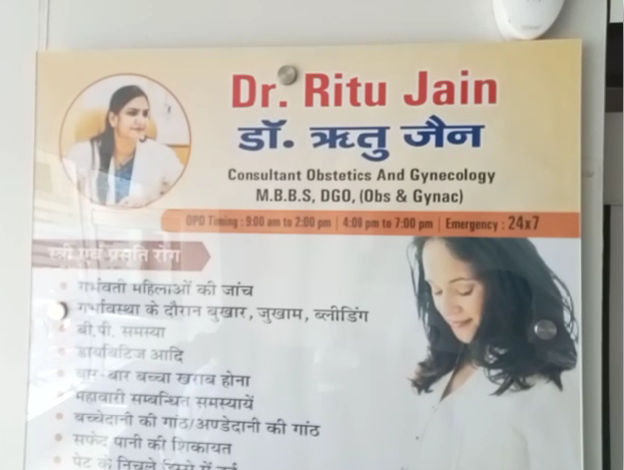 Dr. Ritu Jain
डॉ. ऋतु जैन
Consultant Obstetics And Gynecology
M.B.B.S, DGO, (Obs & Gynac)
OPD Timing : 9:00 am to 2:00 pm | 4:00 pm to 7:00 pm | Emergency : 24x7
स्त्री एवं प्रसूति रोग
• गर्भवती महिलाओं की जांच
• गर्भावस्था के दौरान बुखार, जुखाम, ब्लीडिंग
• बी.पी. समस्या
• डायबिटिज आदि
• बार-बार बच्चा खराब होना
• महावारी सम्बन्धित समस्यायें
• बच्चेदानी की गांठ/अण्डेदानी की गांठ
• सफेद पानी की शिकायत
• पेट के निचले